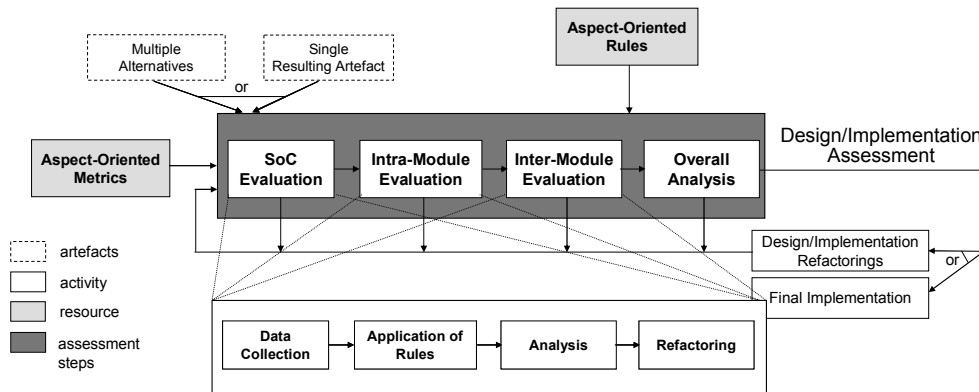 Multiple
Alternatives
Single
Resulting Artefact
or
Aspect-Oriented
Rules
Aspect-Oriented
Metrics
SoC
Evaluation
Intra-Module
Evaluation
Inter-Module
Evaluation
Overall
Analysis
Design/Implementation
Assessment
Design/Implementation
Refactorings
or
Final Implementation
artefacts
activity
resource
assessment
steps
Data
Collection
Application of
Rules
Analysis
Refactoring